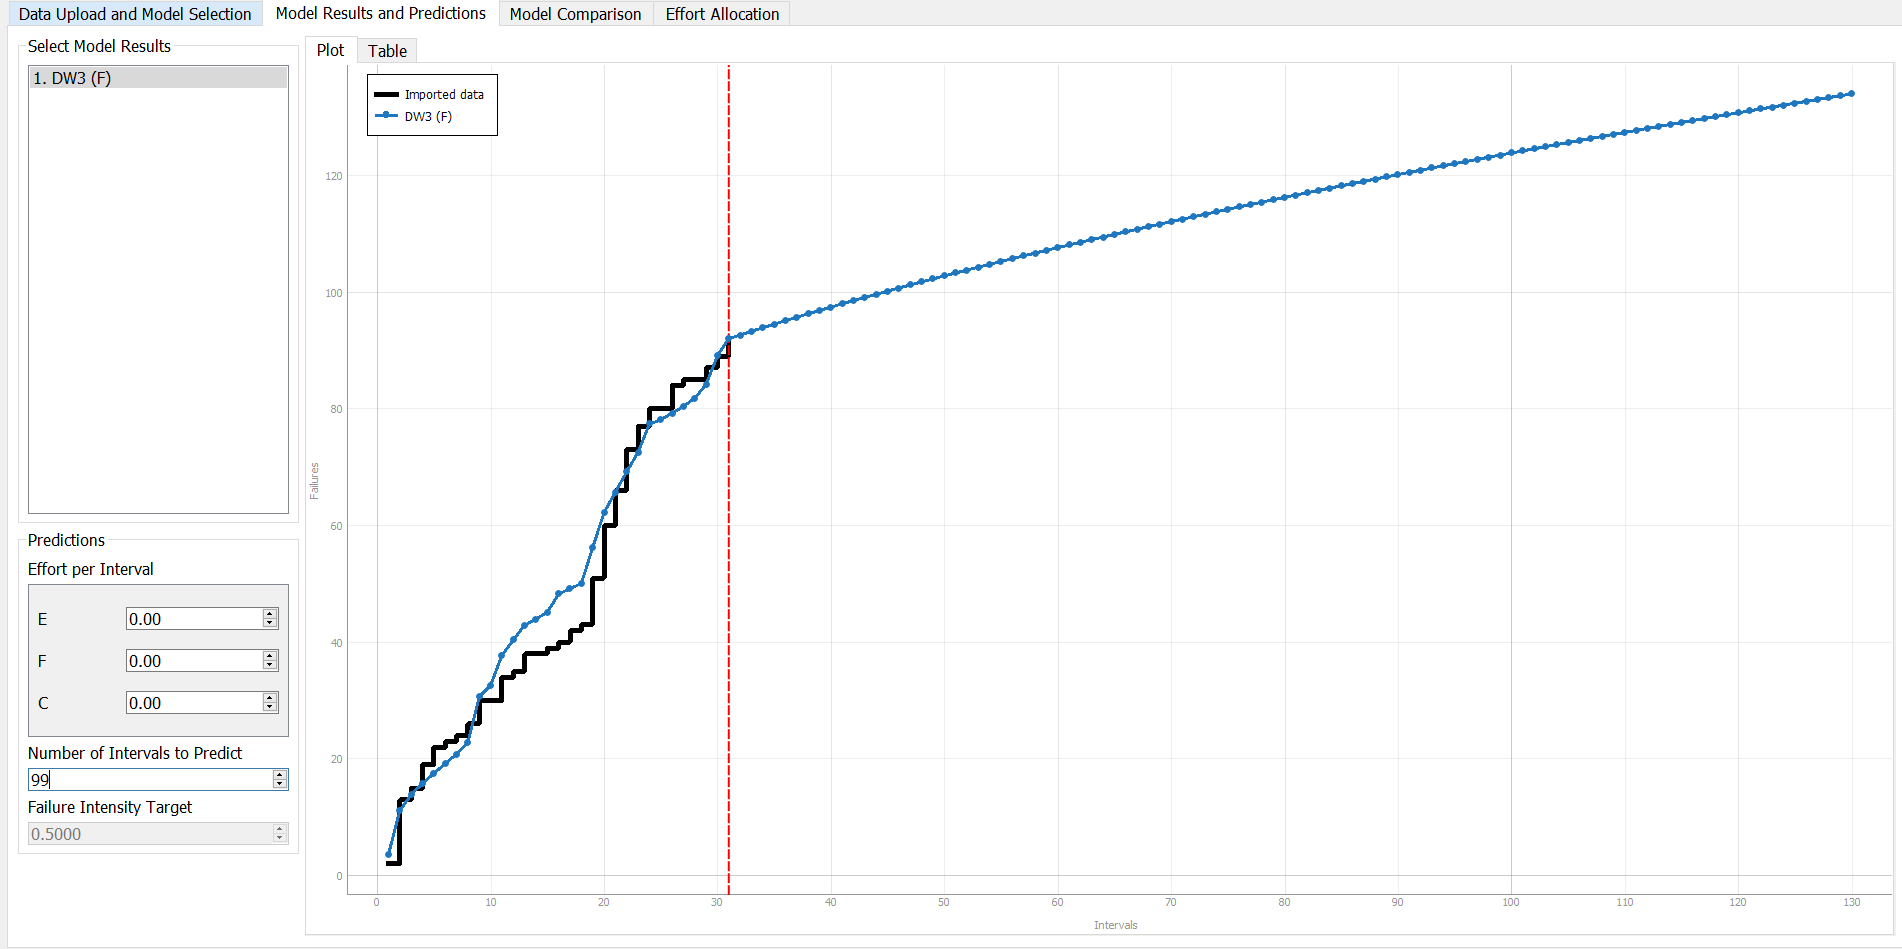 Data Upload and Model Selection
Model Results and Predictions
Model Comparison
Effort Allocation
Select Model Results
1. DW3 (F)
Predictions
Effort per Interval
E 0.00
F 0.00
C 0.00
Number of Intervals to Predict
99
Failure Intensity Target
0.5000
Plot
Table
Imported data
DW3 (F)
Failures
120
100
80
60
40
20
0
0 10 20 30 40 50 60 70 80 90 100 110 120 130
Intervals